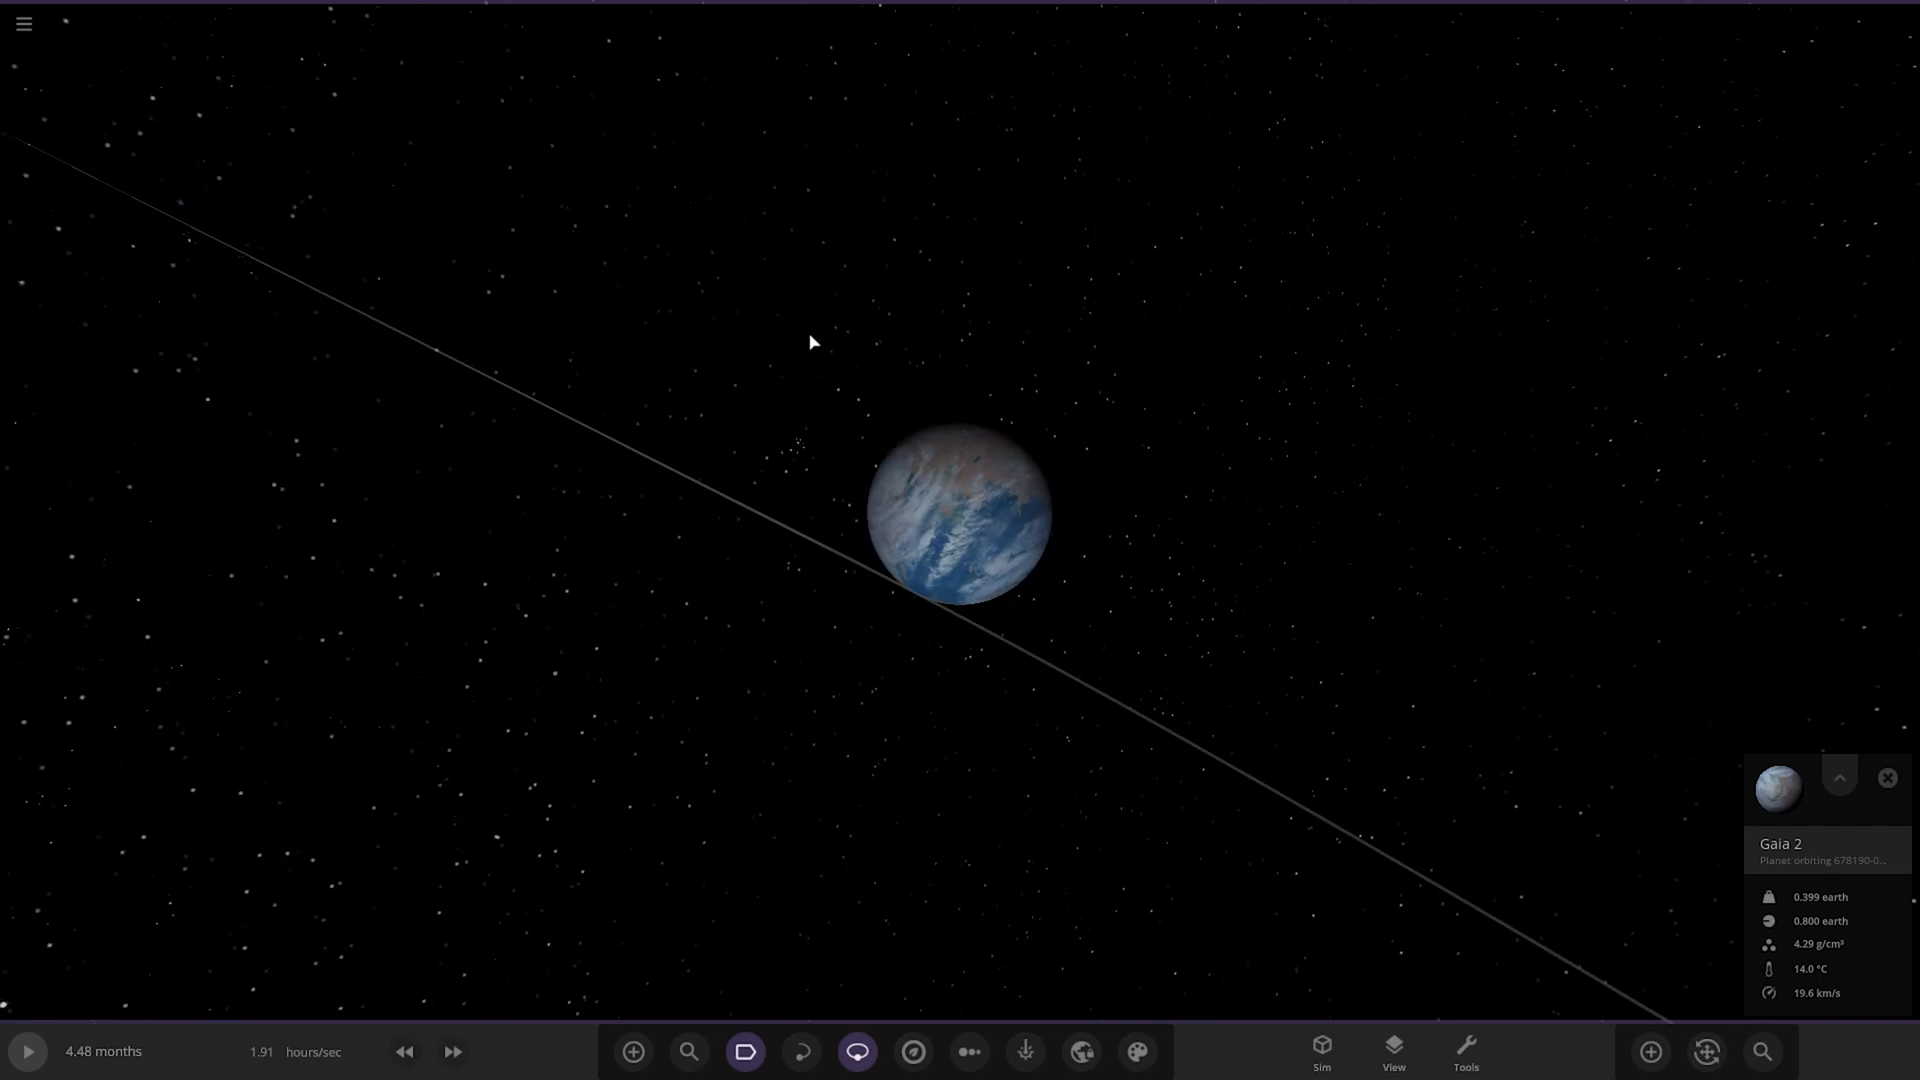 Gaia 2
Planet orbiting 678190-0...
0.399 earth
0.800 earth
4.29 g/cm³
14.0 °C
19.6 km/s
4.48 months
1.91 hours/sec
Sim
View
Tools